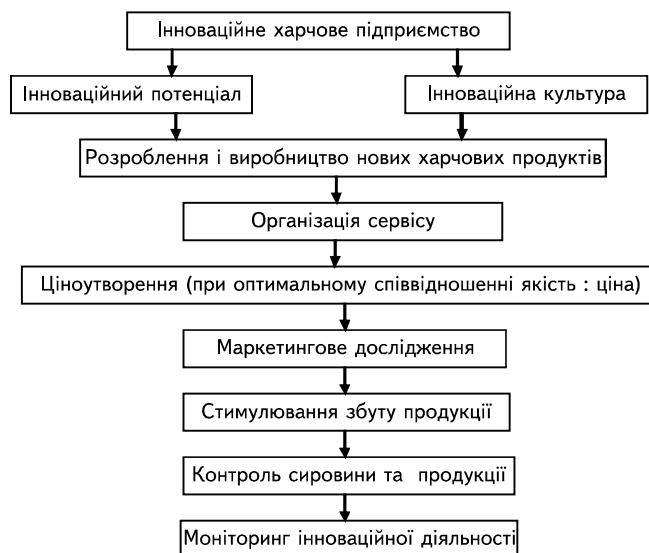 Інноваційне харчове підприємство
Інноваційний потенціал
Інноваційна культура
Розроблення і виробництво нових харчових продуктів
Організація сервісу
Ціноутворення (при оптимальному співвідношенні якість : ціна)
Маркетингове дослідження
Стимулювання збуту продукції
Контроль сировини та продукції
Моніторинг інноваційної діяльності